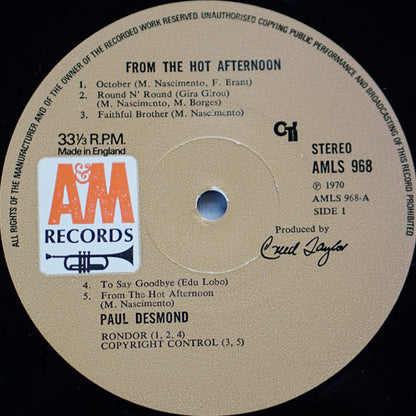 ALL RIGHTS OF THE MANUFACTURER AND OF THE OWNER OF THE RECORDED WORK RESERVED. UNAUTHORISED COPYING PUBLIC PERFORMANCE AND BROADCASTING OF THIS RECORD PROHIBITED
FROM THE HOT AFTERNOON
1. October (M. Nascimento, F. Erant)
2. Round N' Round (Gira Girou)
(M. Nascimento, M. Borges)
3. Faithful Brother (M. Nascimento)
33⅓ R.P.M.
Made in England
CTi
STEREO
AMLS 968
℗ 1970
AMLS 968-A
SIDE 1
A&M
RECORDS
Produced by
Creed Taylor
4. To Say Goodbye (Edu Lobo)
5. From The Hot Afternoon
(M. Nascimento)
PAUL DESMOND
RONDOR (1, 2, 4)
COPYRIGHT CONTROL (3, 5)